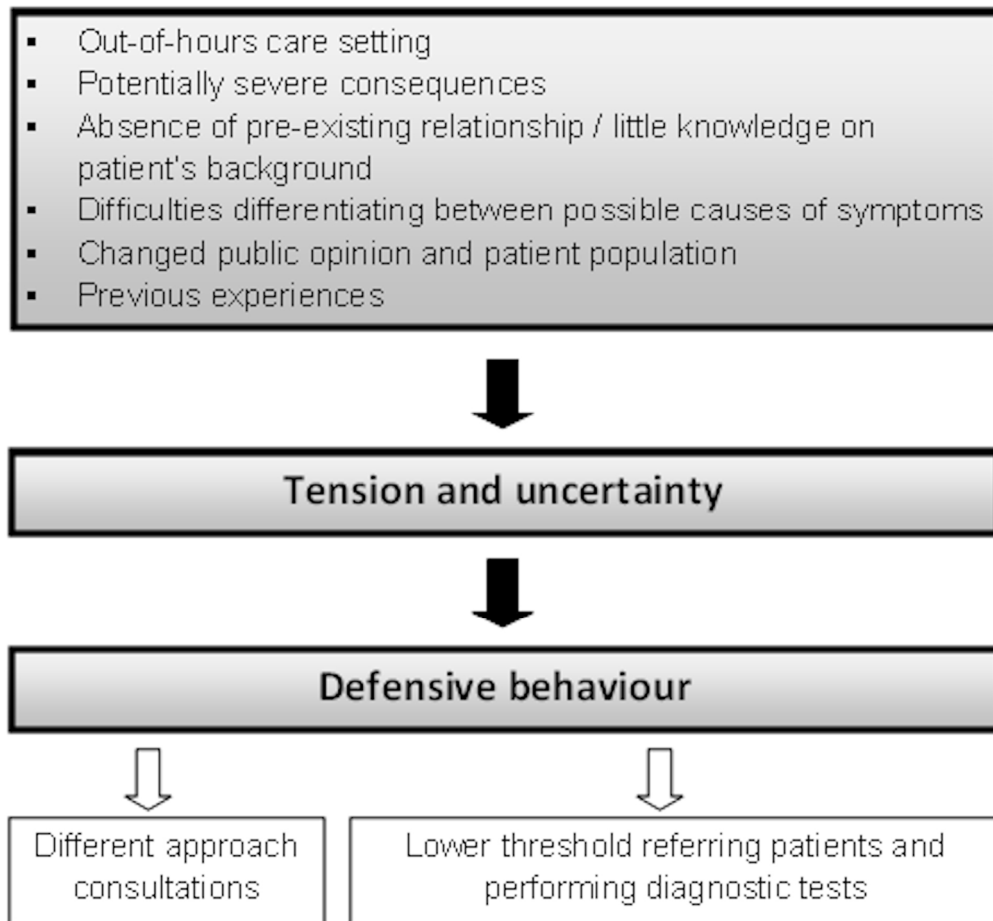 ▪ Out-of-hours care setting
▪ Potentially severe consequences
▪ Absence of pre-existing relationship / little knowledge on
patient's background
▪ Difficulties differentiating between possible causes of symptoms
▪ Changed public opinion and patient population
▪ Previous experiences
Tension and uncertainty
Defensive behaviour
Different approach
consultations
Lower threshold referring patients and
performing diagnostic tests